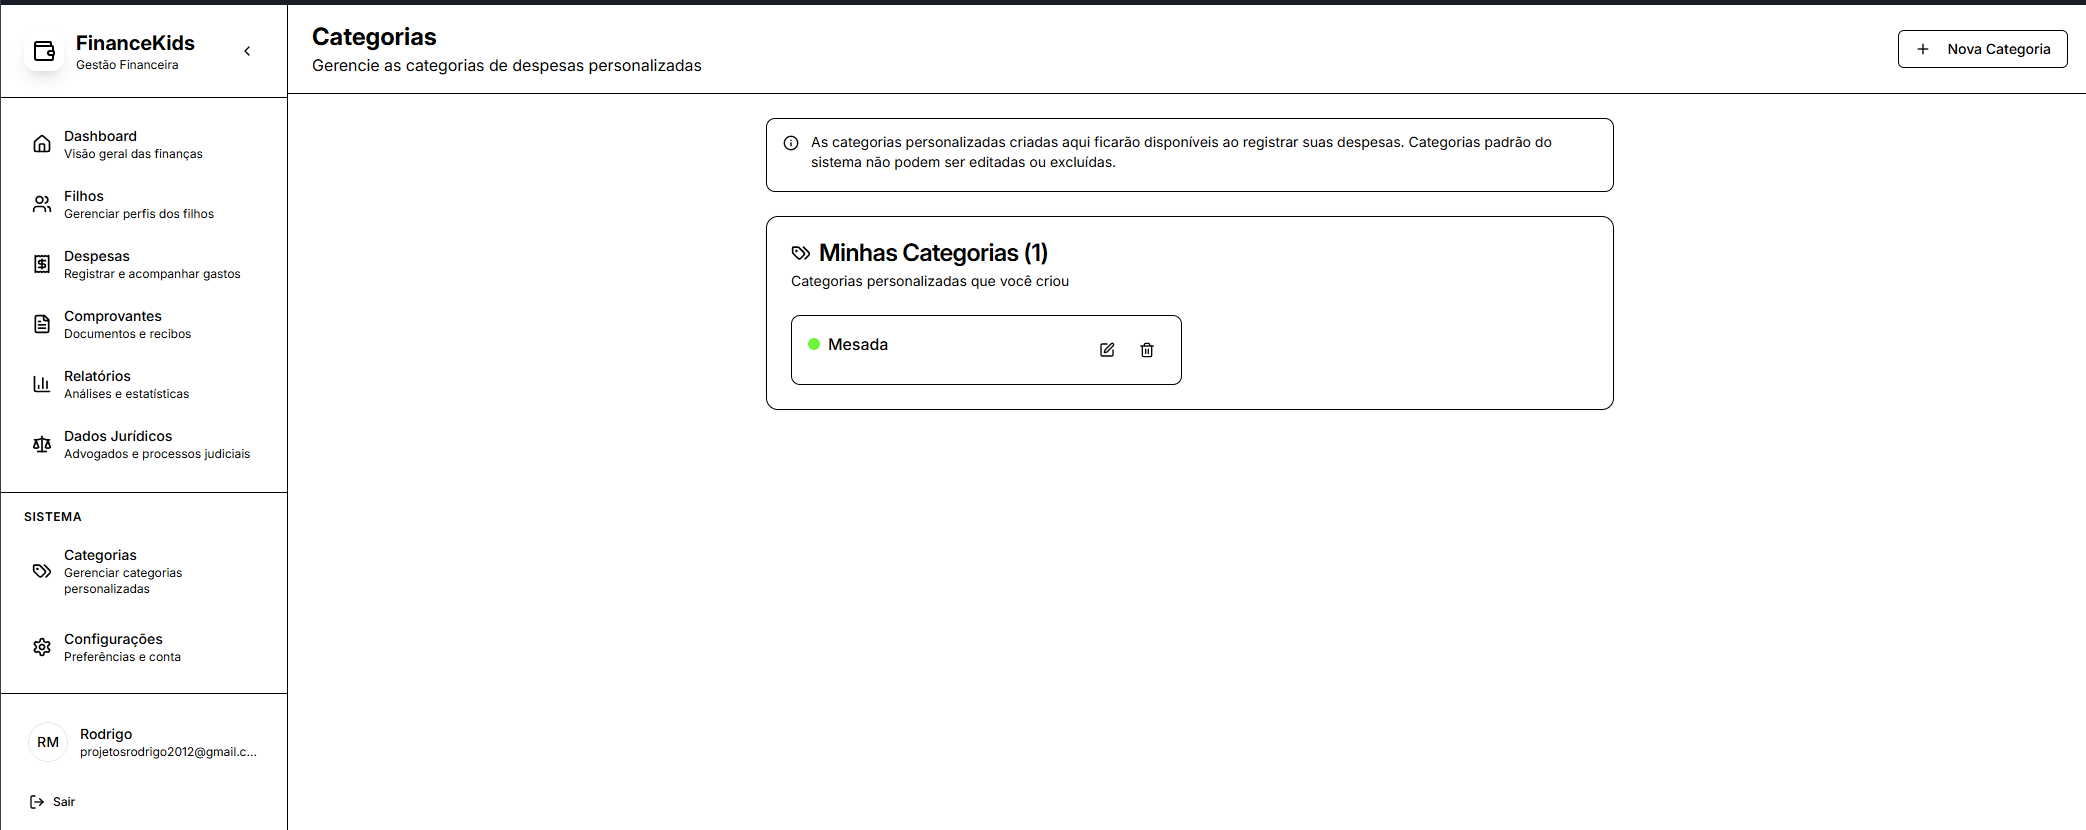 FinanceKids
Gestão Financeira
Dashboard
Visão geral das finanças
Filhos
Gerenciar perfis dos filhos
Despesas
Registrar e acompanhar gastos
Comprovantes
Documentos e recibos
Relatórios
Análises e estatísticas
Dados Jurídicos
Advogados e processos judiciais
SISTEMA
Categorias
Gerenciar categorias
personalizadas
Configurações
Preferências e conta
RM
Rodrigo
projetosrodrigo2012@gmail.c...
Sair
Categorias
Gerencie as categorias de despesas personalizadas
Nova Categoria
As categorias personalizadas criadas aqui ficarão disponíveis ao registrar suas despesas. Categorias padrão do
sistema não podem ser editadas ou excluídas.
Minhas Categorias (1)
Categorias personalizadas que você criou
Mesada